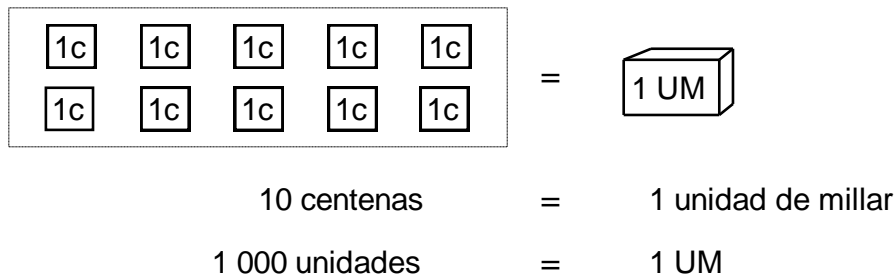 1c 1c 1c 1c 1c
1c 1c 1c 1c 1c
= 1 UM
10 centenas = 1 unidad de millar
1 000 unidades = 1 UM